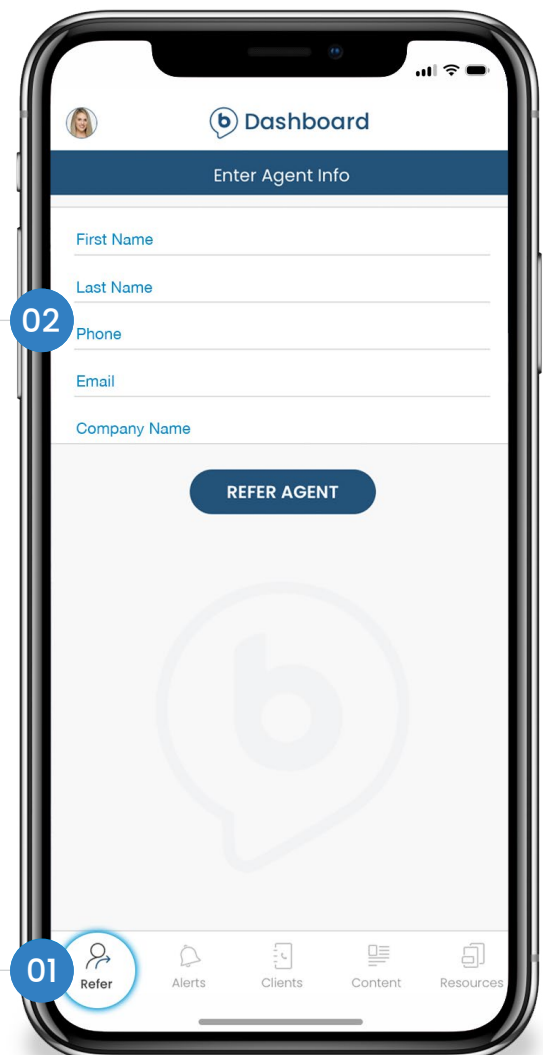 b Dashboard
Enter Agent Info
First Name
Last Name
02
Phone
Email
Company Name
REFER AGENT
b
01
Refer
Alerts
Clients
Content
Resources